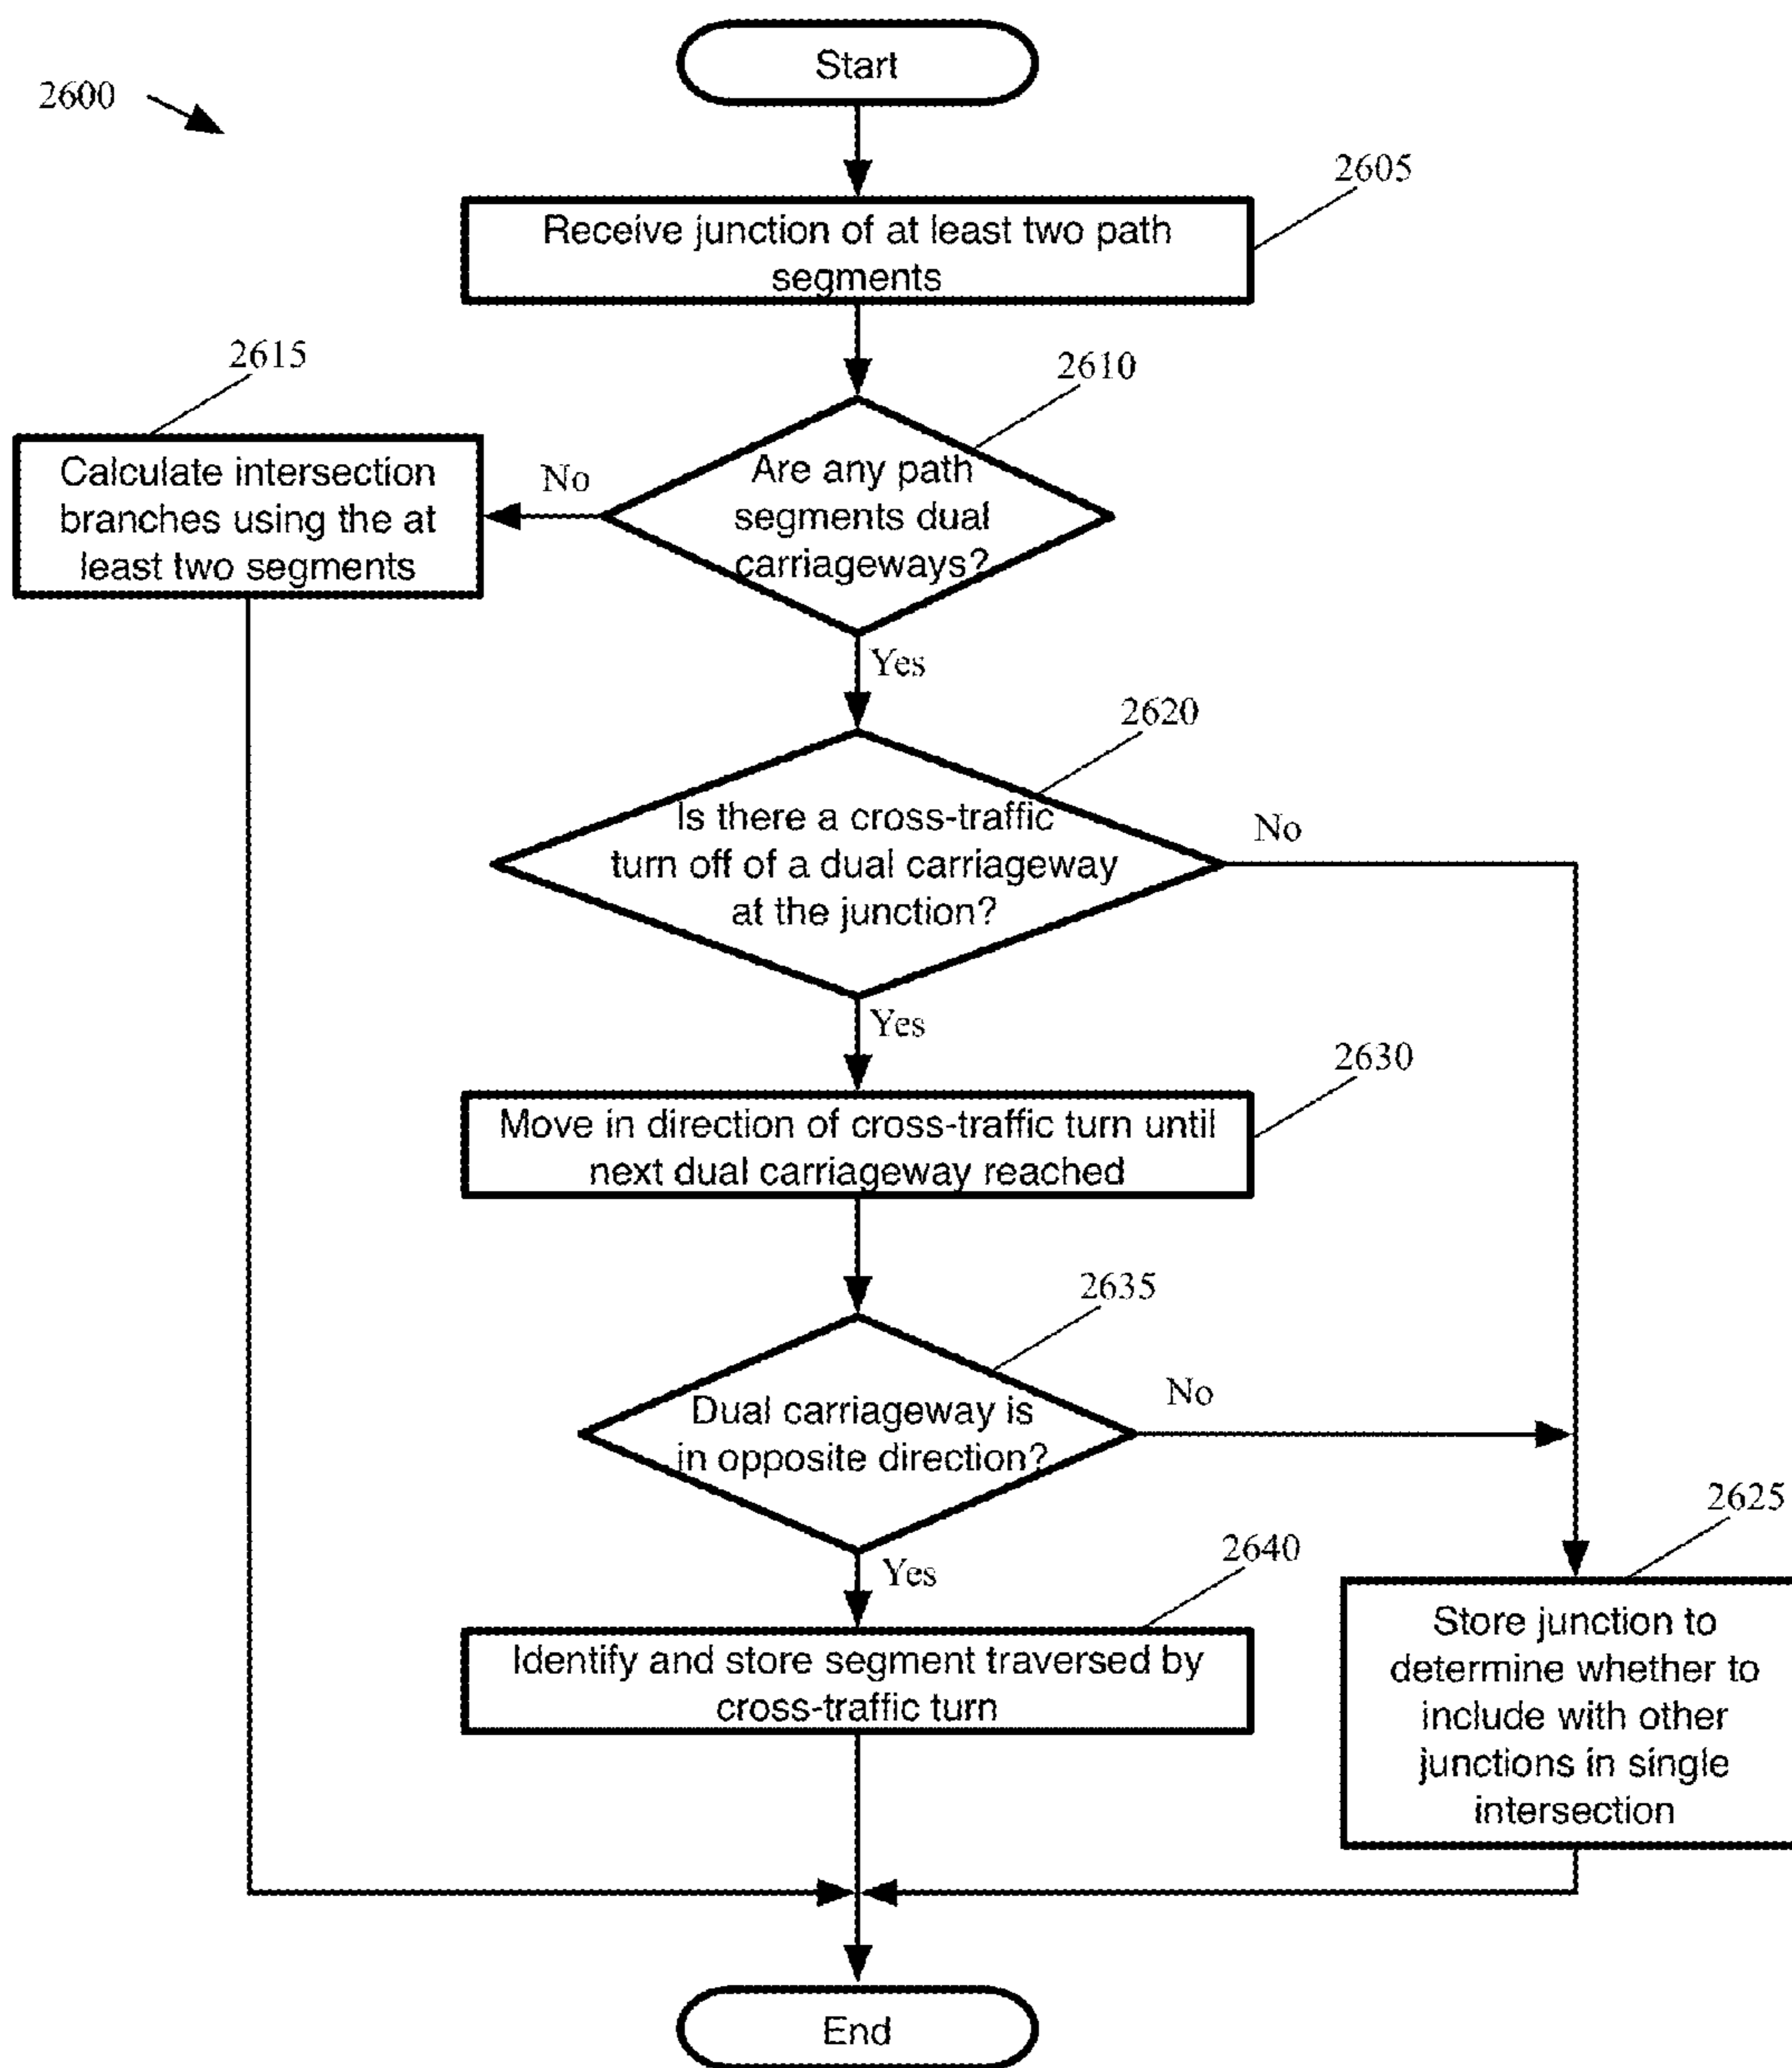 Start
2600
2605
Receive junction of at least two path
segments
2615
2610
Calculate intersection
branches using the at
least two segments
No
Are any path
segments dual
carriageways?
Yes
2620
Is there a cross-traffic
turn off of a dual carriageway
at the junction?
No
Yes
2630
Move in direction of cross-traffic turn until
next dual carriageway reached
2635
Dual carriageway is
in opposite direction?
No
2625
Yes
2640
Identify and store segment traversed by
cross-traffic turn
Store junction to
determine whether to
include with other
junctions in single
intersection
End